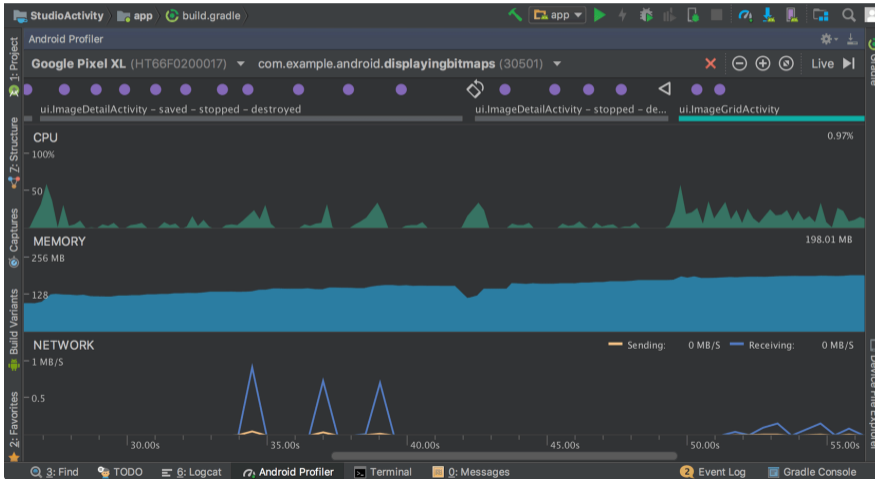 StudioActivity app build.gradle app
Android Profiler
Google Pixel XL (HT66F0200017) com.example.android.displayingbitmaps (30501) Live
ui.ImageDetailActivity – saved – stopped – destroyed ui.ImageDetailActivity – stopped – de... ui.ImageGridActivity
CPU 0.97%
100%
50
MEMORY 198.01 MB
256 MB
128
NETWORK Sending: 0 MB/S Receiving: 0 MB/S
1 MB/S
0.5
30.00s 35.00s 40.00s 45.00s 50.00s 55.00s
1: Project
Z: Structure
Captures
Build Variants
2: Favorites
Gradle
Device File Explorer
3: Find TODO 6: Logcat Android Profiler Terminal 0: Messages 2 Event Log Gradle Console